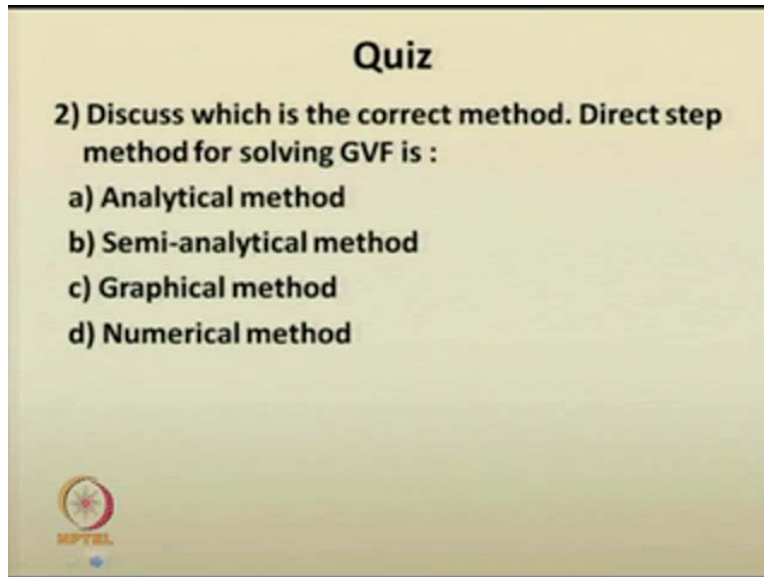 Quiz
2) Discuss which is the correct method. Direct step
method for solving GVF is :
a) Analytical method
b) Semi-analytical method
c) Graphical method
d) Numerical method
NPTEL